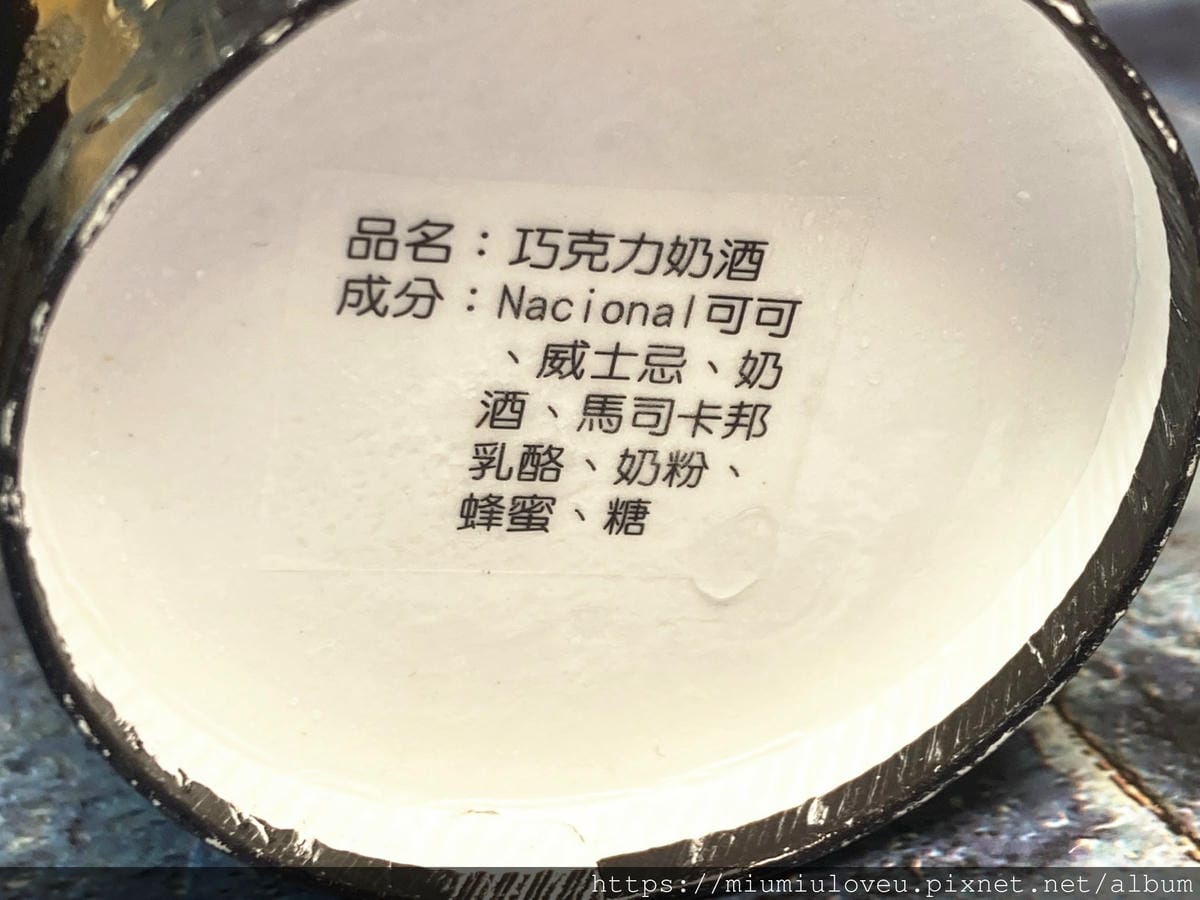 品名：巧克力奶酒
成分：Nacional可可
、威士忌、奶
酒、馬司卡邦
乳酪、奶粉、
蜂蜜、糖
https://miumiuloveu.pixnet.net/album